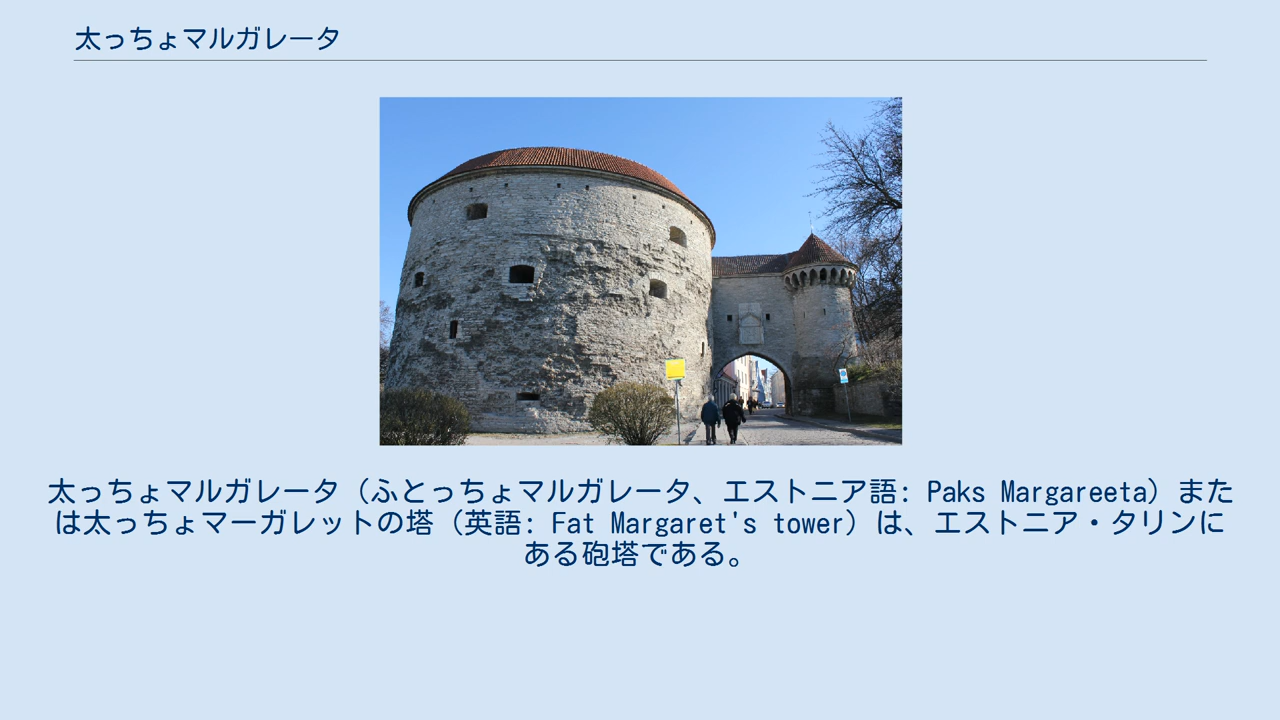 太っちょマルガレータ
太っちょマルガレータ（ふとっちょマルガレータ、エストニア語: Paks Margareeta）また
は太っちょマーガレットの塔（英語: Fat Margaret's tower）は、エストニア・タリンに
ある砲塔である。